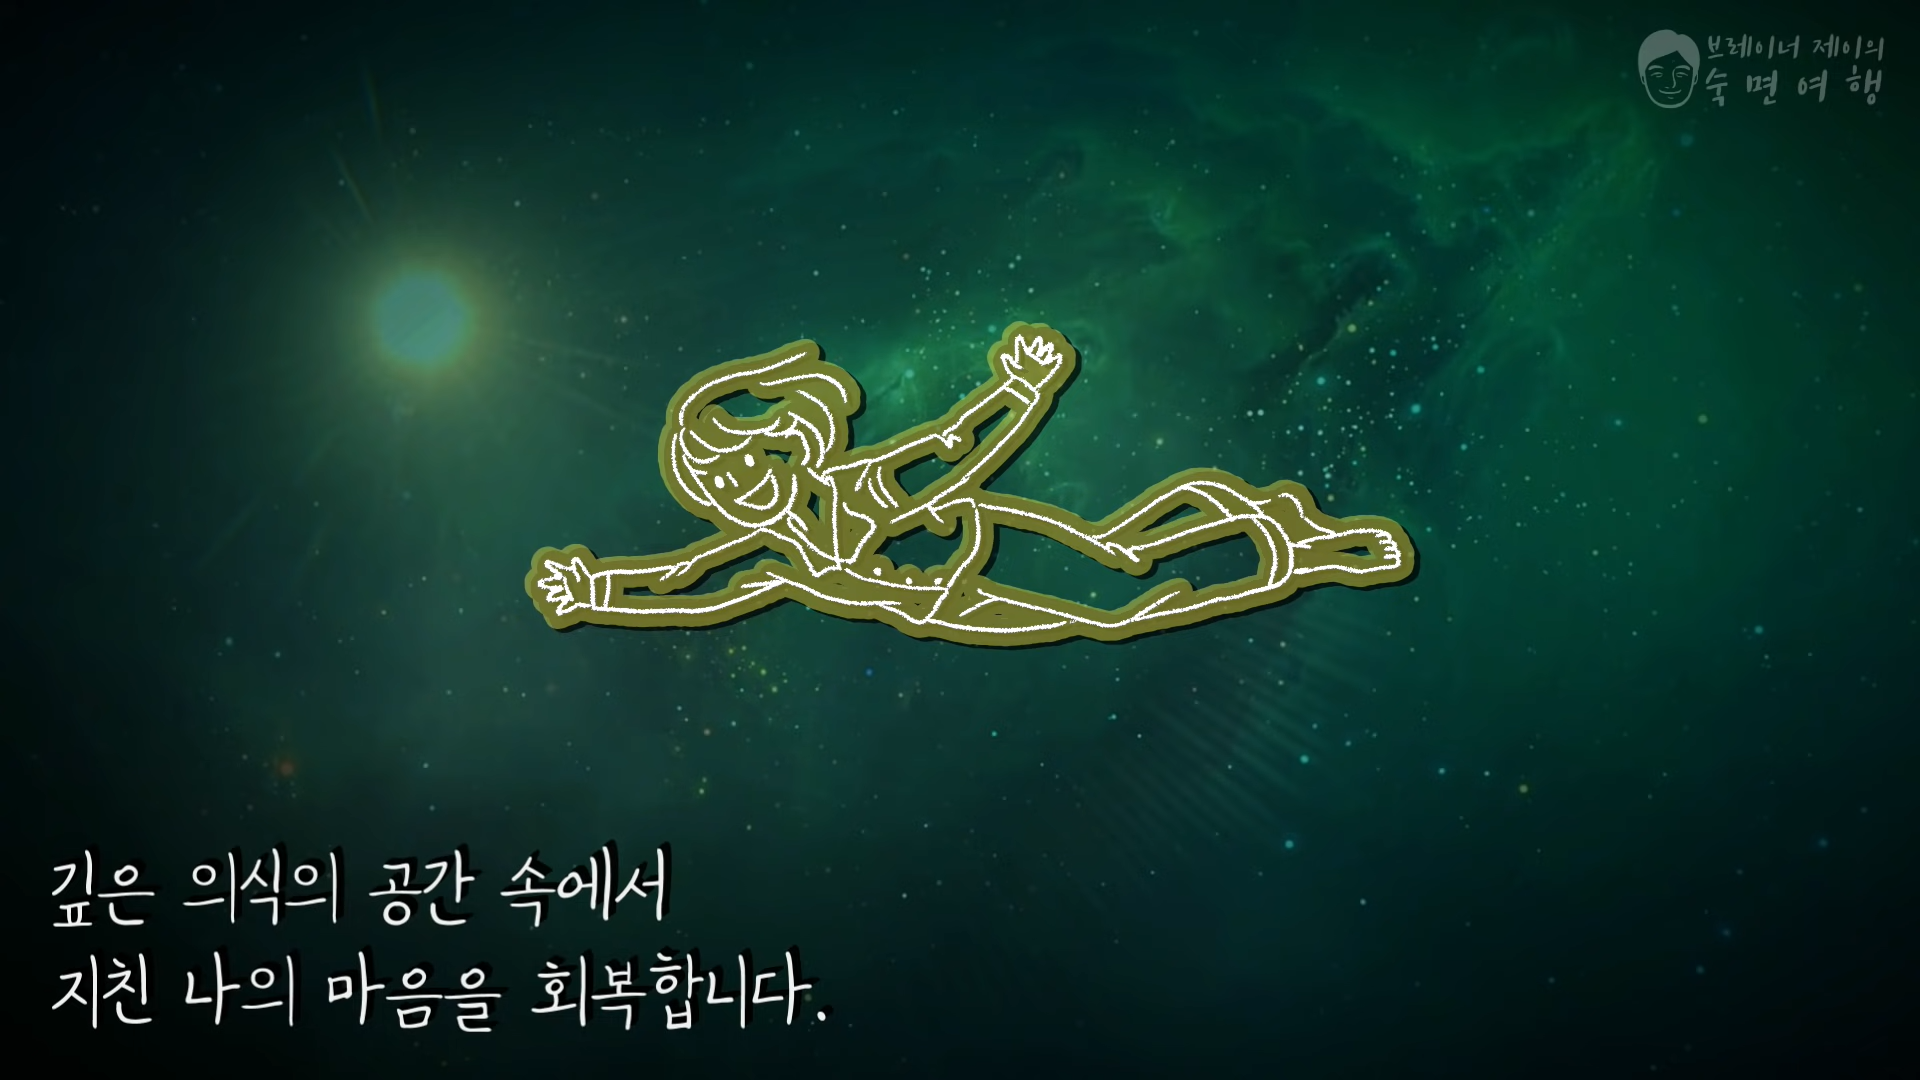 브레이너 제이의
숙면여행
깊은 의식의 공간 속에서
지친 나의 마음을 회복합니다.